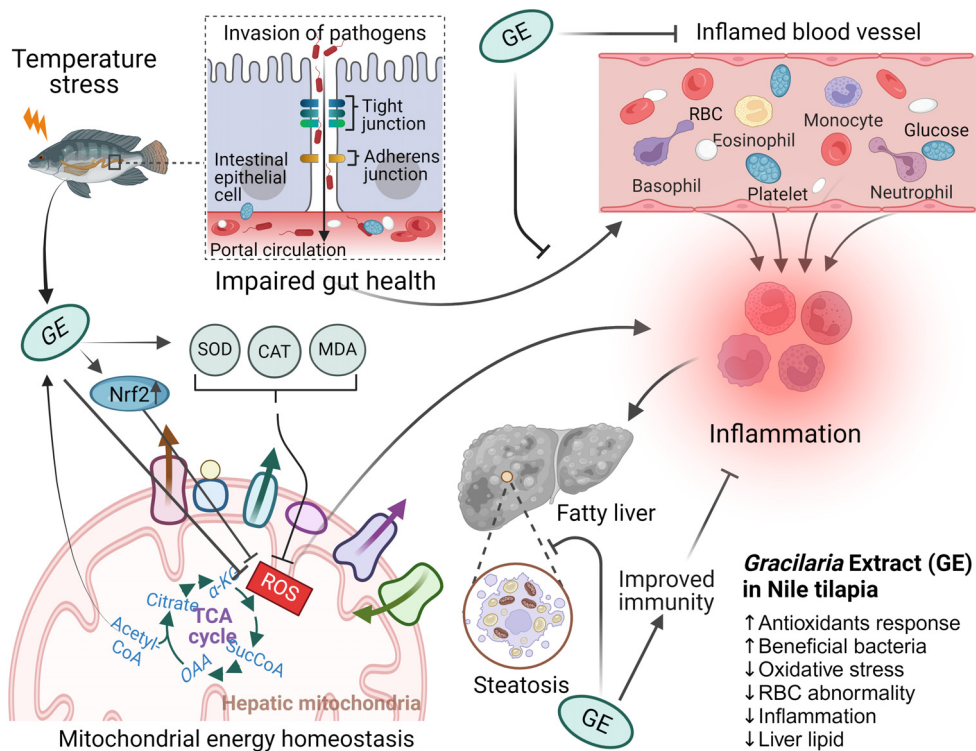 Temperature
stress
Invasion of pathogens
Tight
junction
Adherens
junction
Intestinal
epithelial
cell
Portal circulation
Impaired gut health
GE
Inflamed blood vessel
RBC
Eosinophil
Monocyte
Glucose
Basophil
Platelet
Neutrophil
GE
SOD
CAT
MDA
Nrf2↑
Inflammation
ROS
α-KG
Citrate
TCA
cycle
Acetyl-
CoA
OAA
SucCoA
Hepatic mitochondria
Mitochondrial energy homeostasis
Fatty liver
Steatosis
Improved
immunity
GE
Gracilaria Extract (GE)
in Nile tilapia
↑Antioxidants response
↑Beneficial bacteria
↓Oxidative stress
↓RBC abnormality
↓Inflammation
↓Liver lipid